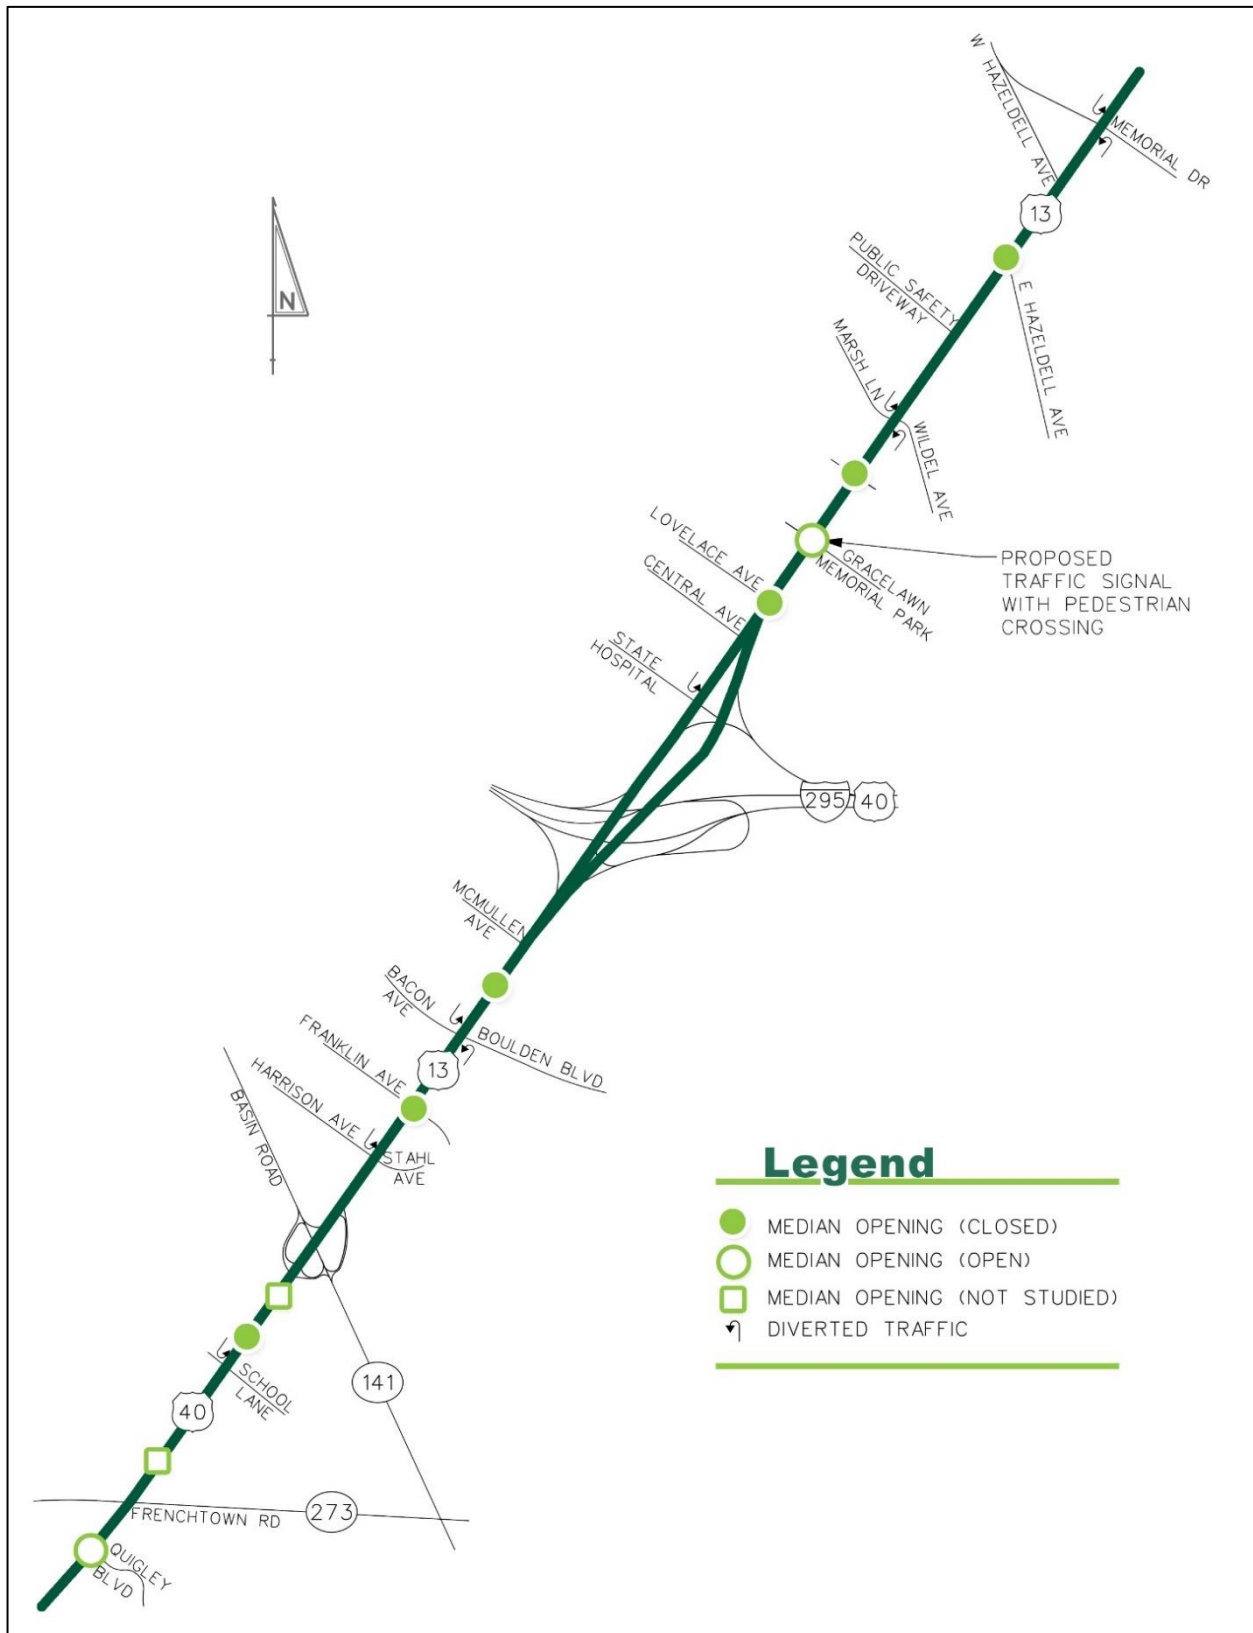 W HAZELDELL AVE
MEMORIAL DR
13
PUBLIC SAFETY
DRIVEWAY
E HAZELDELL AVE
N
MARSH LN
WILDEL AVE
LOVELACE AVE
GRACELAWN
MEMORIAL PARK
PROPOSED
TRAFFIC SIGNAL
WITH PEDESTRIAN
CROSSING
CENTRAL AVE
STATE
HOSPITAL
295
40
MCMULLEN
AVE
BACON
AVE
BOULDEN BLVD
FRANKLIN AVE
13
HARRISON AVE
STAHL
AVE
BASIN ROAD
Legend
MEDIAN OPENING (CLOSED)
MEDIAN OPENING (OPEN)
MEDIAN OPENING (NOT STUDIED)
DIVERTED TRAFFIC
SCHOOL
LANE
141
40
FRENCHTOWN RD
273
QUIGLEY
BLVD